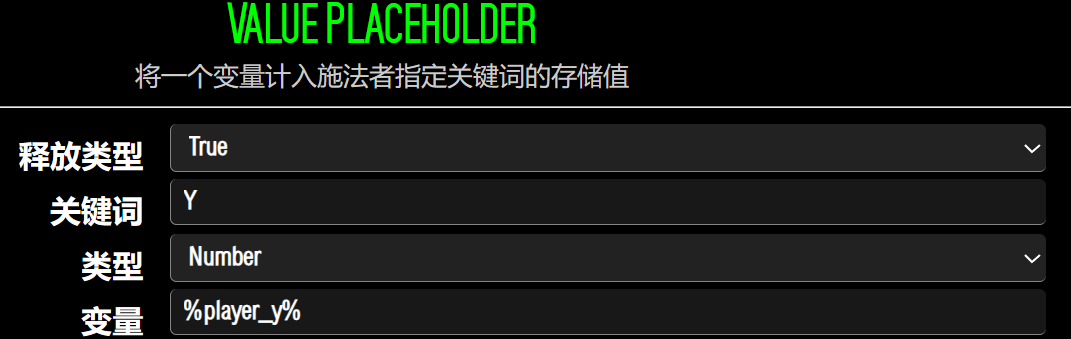 VALUE PLACEHOLDER
将一个变量计入施法者指定关键词的存储值
释放类型 True
关键词 Y
类型 Number
变量 %player_y%